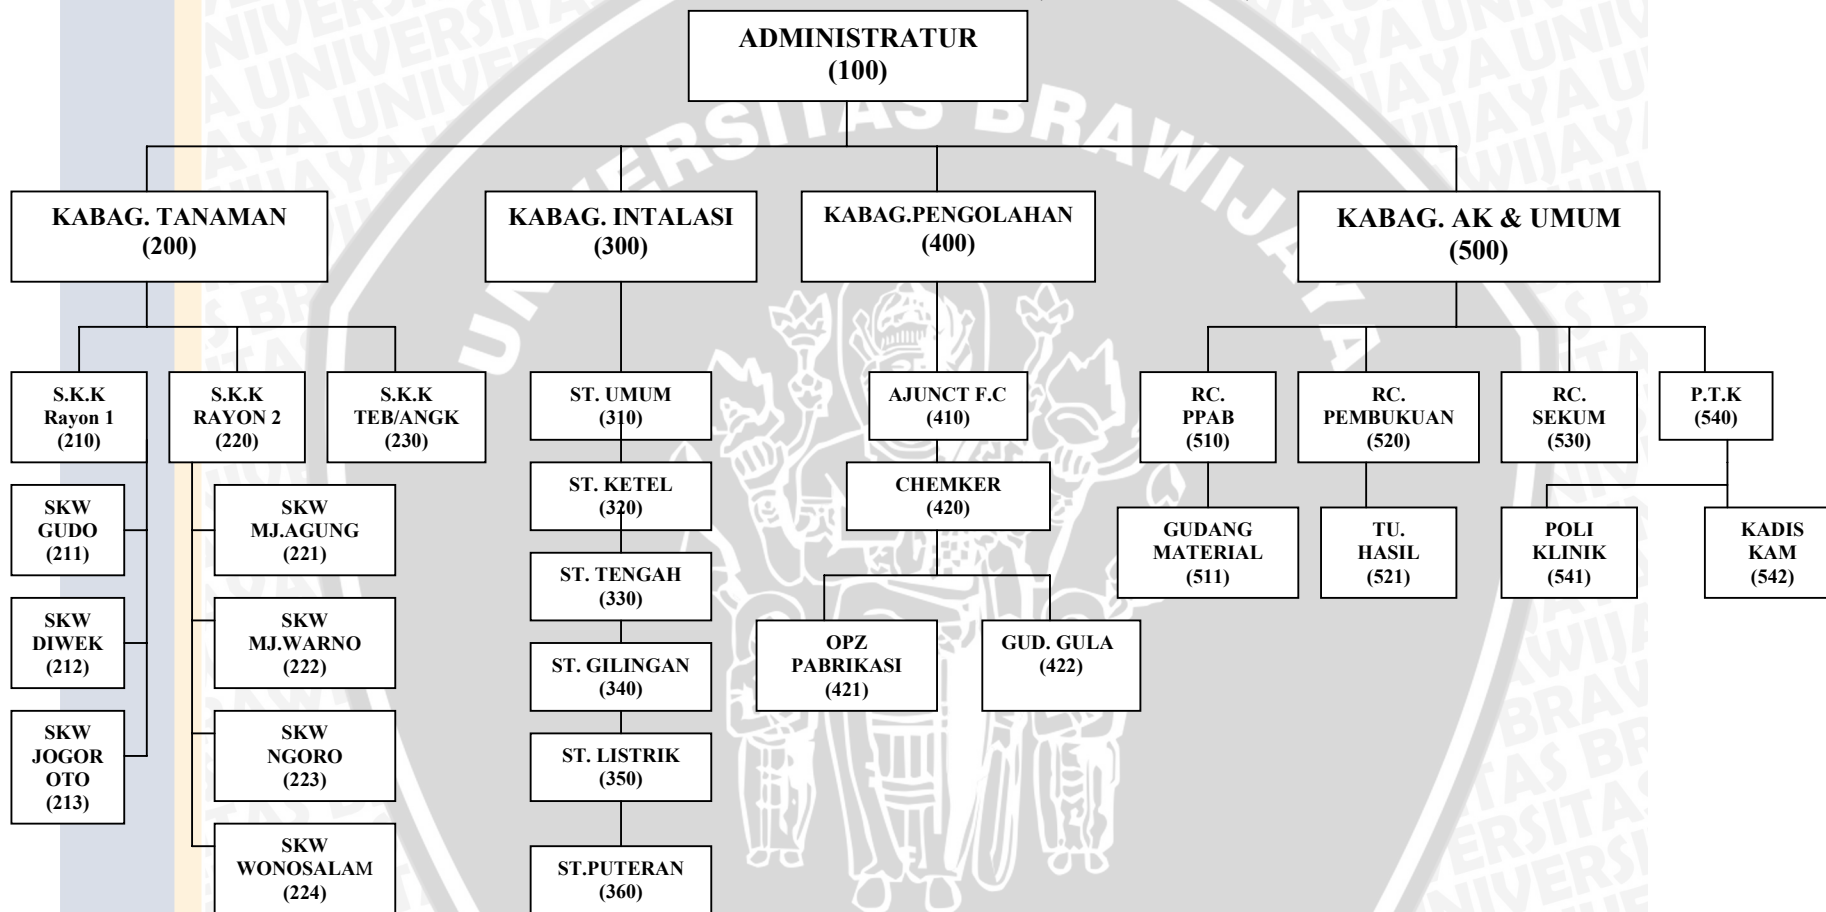 ADMINISTRATUR
(100)
UNIVERSITAS BRAWIJAYA
KABAG. TANAMAN
(200)
KABAG. INTALASI
(300)
KABAG.PENGOLAHAN
(400)
KABAG. AK & UMUM
(500)
S.K.K
Rayon 1
(210)
S.K.K
RAYON 2
(220)
S.K.K
TEB/ANGK
(230)
ST. UMUM
(310)
AJUNCT F.C
(410)
RC.
PPAB
(510)
RC.
PEMBUKUAN
(520)
RC.
SEKUM
(530)
P.T.K
(540)
SKW
GUDO
(211)
SKW
DIWEK
(212)
SKW
JOGOR
OTO
(213)
SKW
MJ.AGUNG
(221)
SKW
MJ.WARNO
(222)
SKW
NGORO
(223)
SKW
WONOSALAM
(224)
ST. KETEL
(320)
ST. TENGAH
(330)
ST. GILINGAN
(340)
ST. LISTRIK
(350)
ST.PUTERAN
(360)
CHEMKER
(420)
OPZ
PABRIKASI
(421)
GUD. GULA
(422)
GUDANG
MATERIAL
(511)
TU.
HASIL
(521)
POLI
KLINIK
(541)
KADIS
KAM
(542)